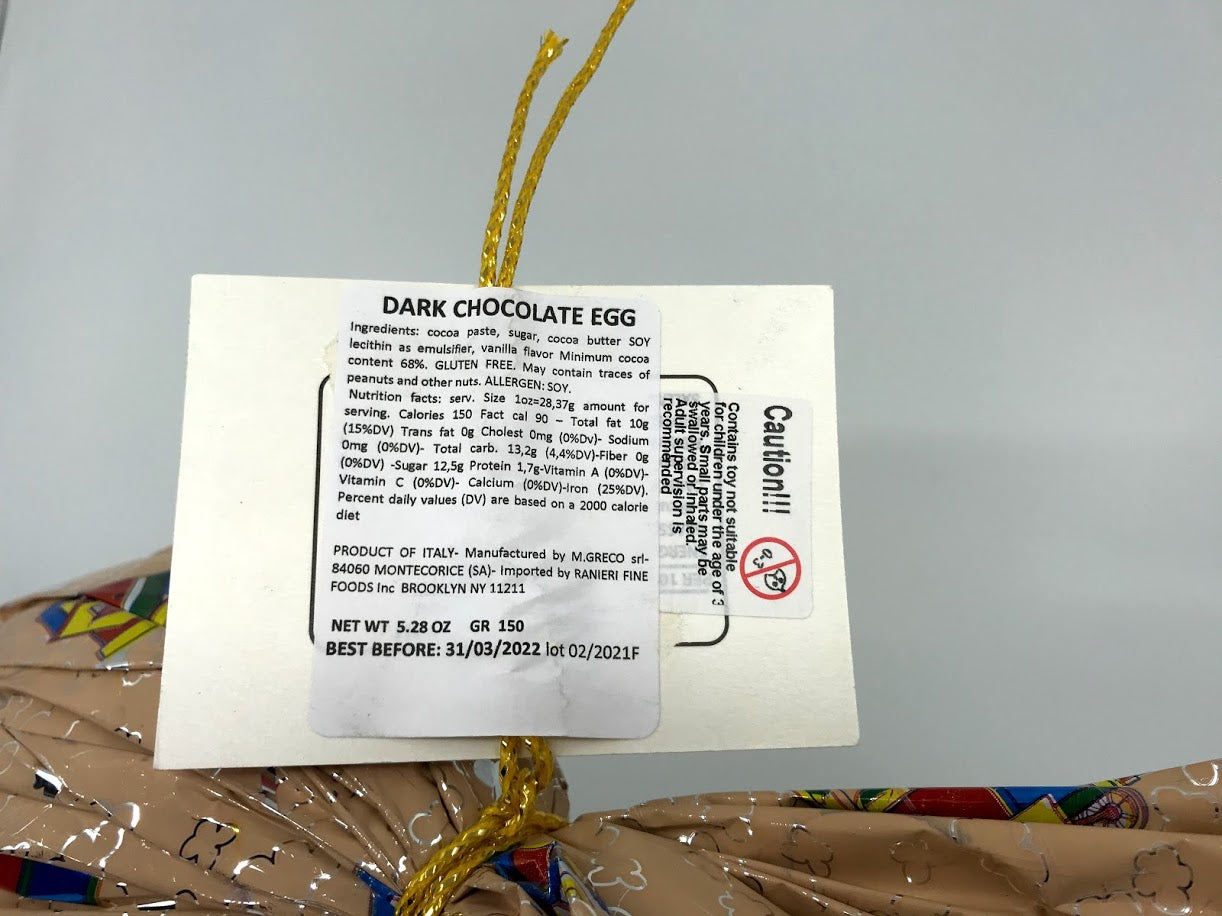 DARK CHOCOLATE EGG
Ingredients: cocoa paste, sugar, cocoa butter SOY
lecithin as emulsifier, vanilla flavor Minimum cocoa
content 68%. GLUTEN FREE. May contain traces of
peanuts and other nuts. ALLERGEN: SOY.
Nutrition facts: serv. Size 1oz=28,37g amount for
serving. Calories 150 Fact cal 90 – Total fat 10g
(15%DV) Trans fat 0g Cholest 0mg (0%Dv)- Sodium
0mg (0%DV)- Total carb. 13,2g (4,4%DV)-Fiber 0g
(0%DV) -Sugar 12,5g Protein 1,7g-Vitamin A (0%DV)-
Vitamin C (0%DV)- Calcium (0%DV)-Iron (25%DV).
Percent daily values (DV) are based on a 2000 calorie
diet
PRODUCT OF ITALY- Manufactured by M.GRECO srl-
84060 MONTECORICE (SA)- Imported by RANIERI FINE
FOODS Inc BROOKLYN NY 11211
NET WT 5.28 OZ GR 150
BEST BEFORE: 31/03/2022 lot 02/2021F
Caution!!!
Contains toy not suitable
for children under the age of 3
years. Small parts may be
swallowed or inhaled.
Adult supervision is
recommended